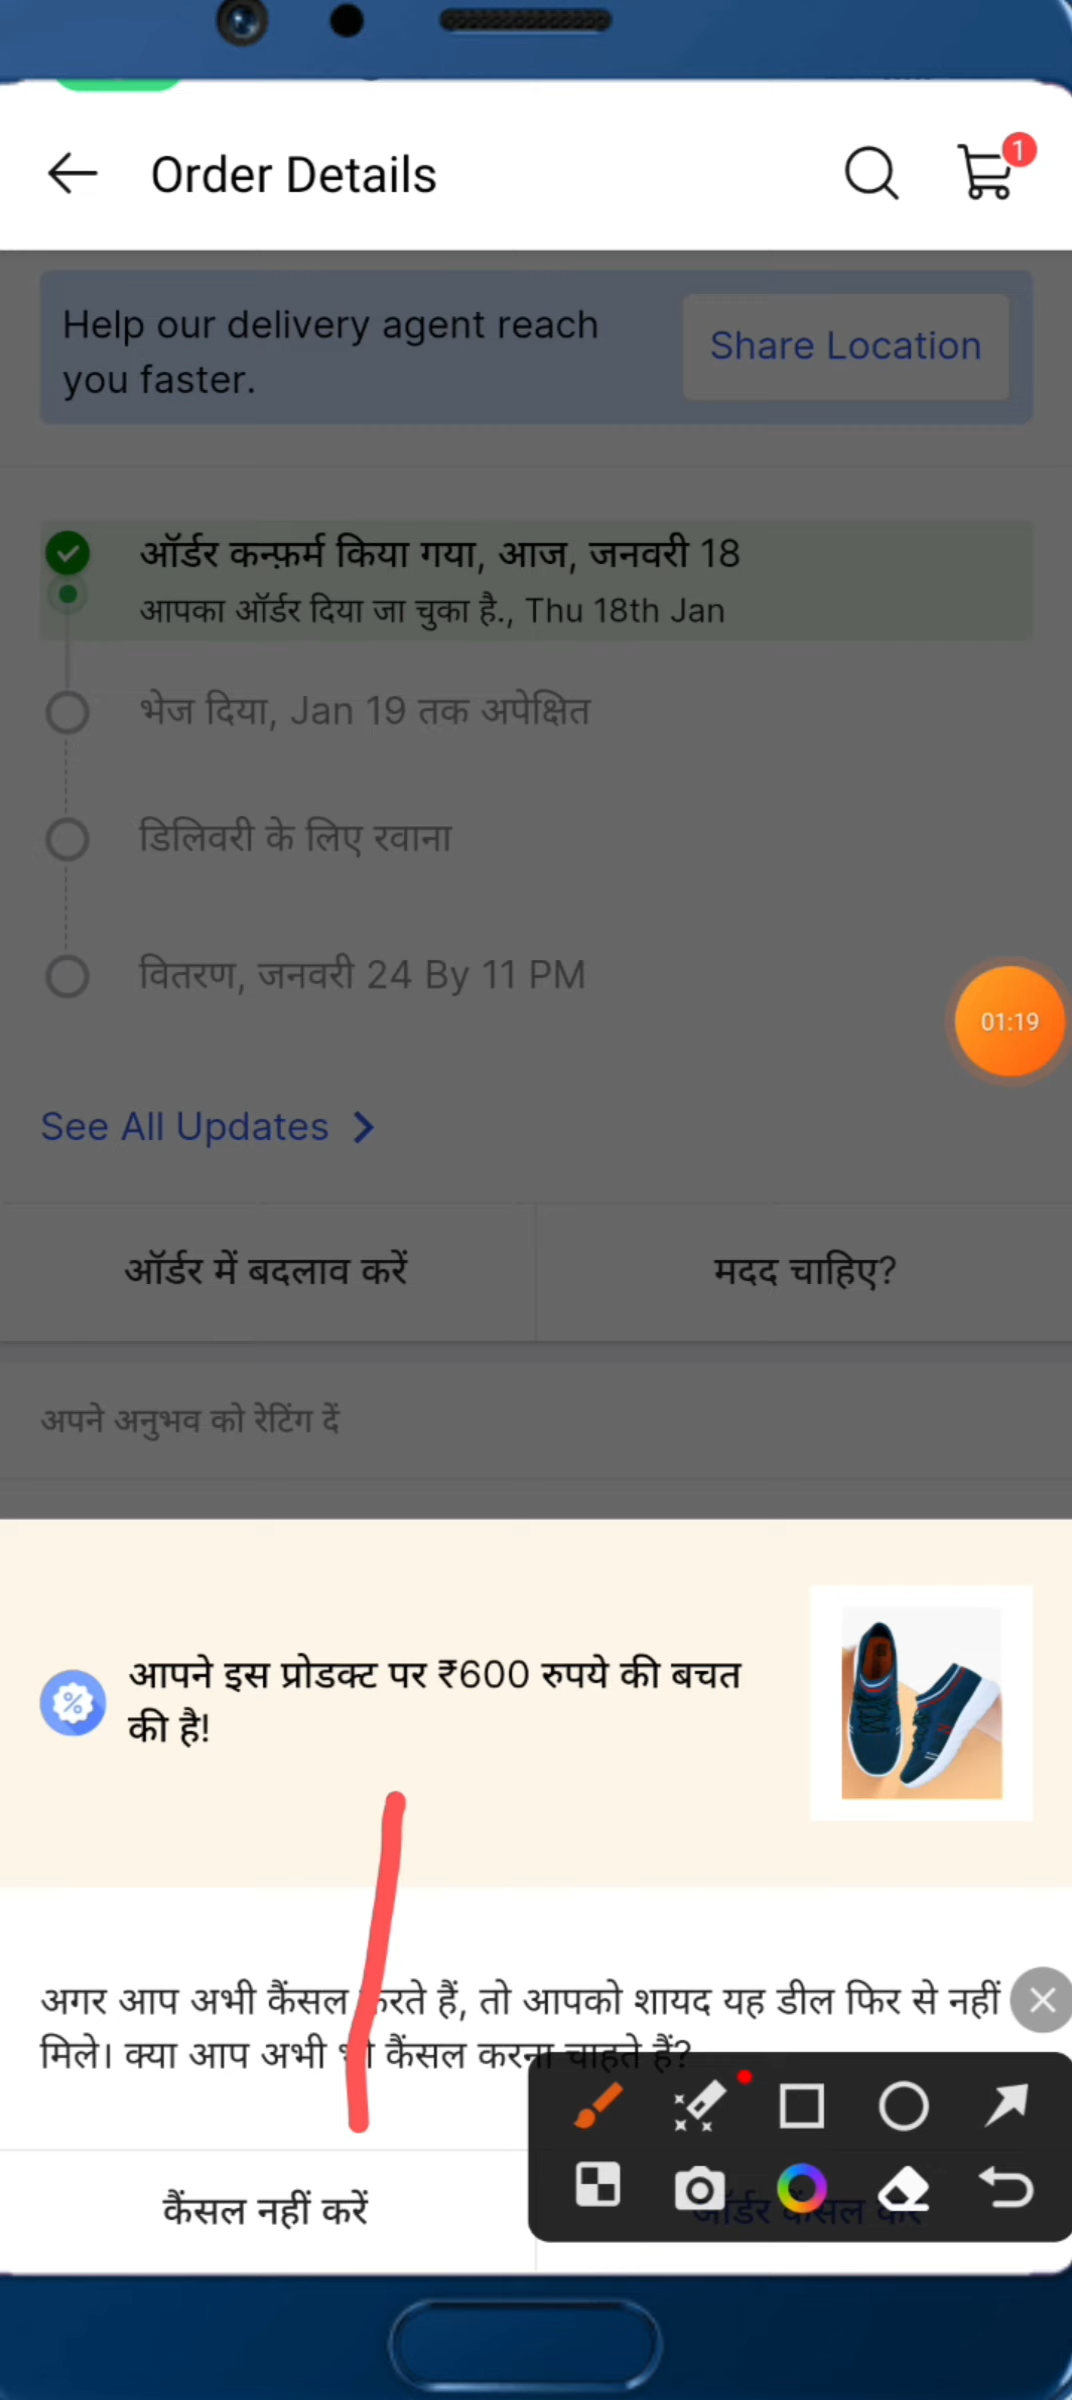 Order Details
1
Help our delivery agent reach
you faster.
Share Location
ऑर्डर कन्फ़र्म किया गया, आज, जनवरी 18
आपका ऑर्डर दिया जा चुका है., Thu 18th Jan
भेज दिया, Jan 19 तक अपेक्षित
डिलिवरी के लिए रवाना
वितरण, जनवरी 24 By 11 PM
01:19
See All Updates
ऑर्डर में बदलाव करें
मदद चाहिए?
अपने अनुभव को रेटिंग दें
आपने इस प्रोडक्ट पर ₹600 रुपये की बचत
की है!
अगर आप अभी कैंसल करते हैं, तो आपको शायद यह डील फिर से नहीं
मिले। क्या आप अभी भी कैंसल करना चाहते हैं?
कैंसल नहीं करें
ऑर्डर कैंसल करें